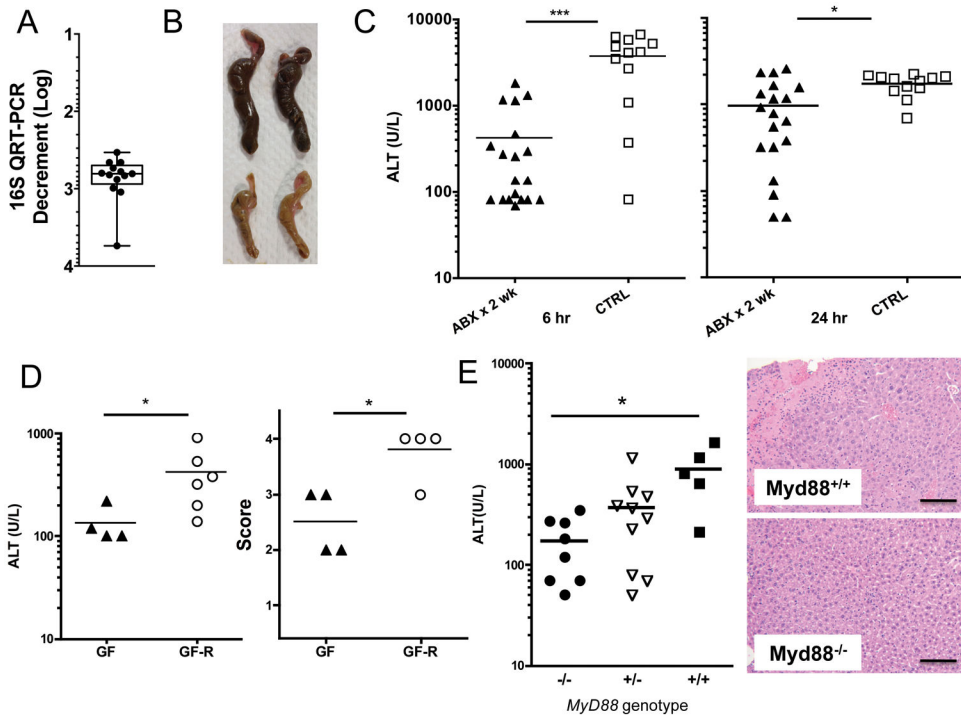 A
16S QRT-PCR
Decrement (Log)
1
2
3
4
B
C
ALT (U/L)
10000
1000
100
10
***
*
ABX x 2 wk
6 hr
CTRL
ABX x 2 wk
24 hr
CTRL
D
ALT (U/L)
1000
100
10
*
GF
GF-R
Score
4
3
2
1
*
GF
GF-R
E
ALT(U/L)
10000
1000
100
10
*
-/-
+/-
+/+
MyD88 genotype
Myd88+/+
Myd88-/-